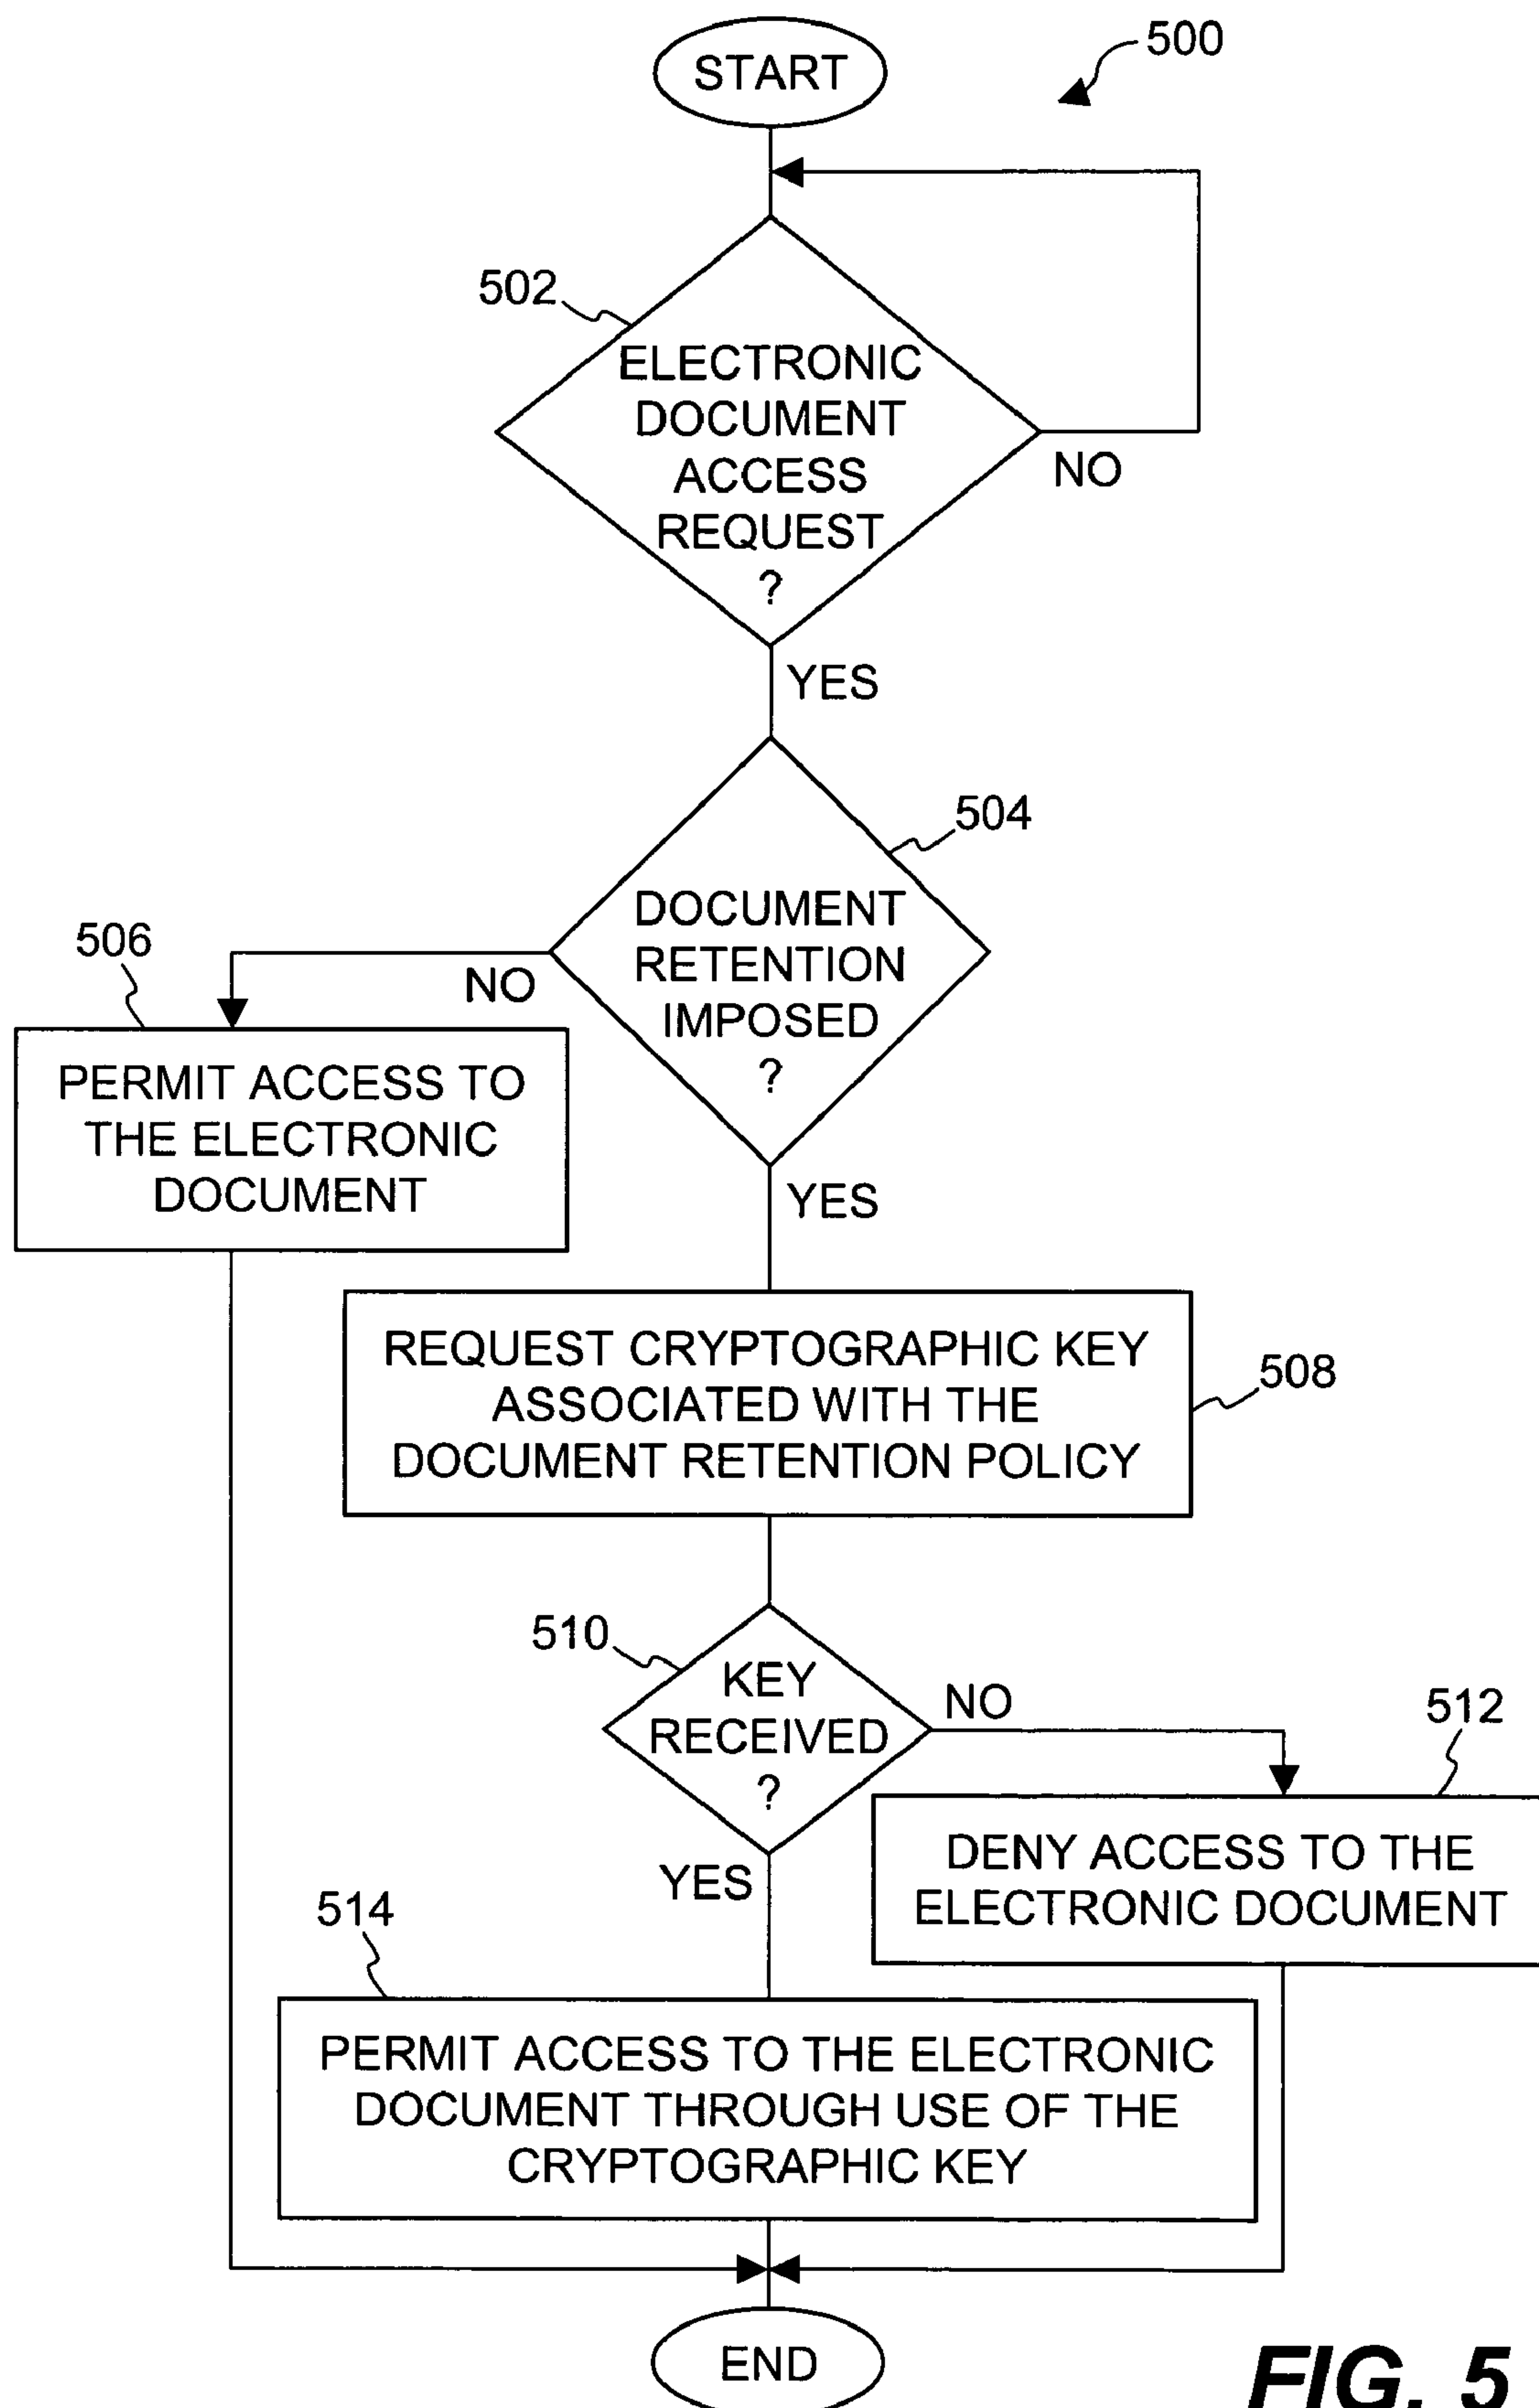 START
500
502
ELECTRONIC
DOCUMENT
ACCESS
REQUEST
?
NO
YES
504
DOCUMENT
RETENTION
IMPOSED
?
506
NO
PERMIT ACCESS TO
THE ELECTRONIC
DOCUMENT
YES
REQUEST CRYPTOGRAPHIC KEY
ASSOCIATED WITH THE
DOCUMENT RETENTION POLICY
508
510
KEY
RECEIVED
?
NO
512
DENY ACCESS TO THE
ELECTRONIC DOCUMENT
YES
514
PERMIT ACCESS TO THE ELECTRONIC
DOCUMENT THROUGH USE OF THE
CRYPTOGRAPHIC KEY
END
FIG. 5